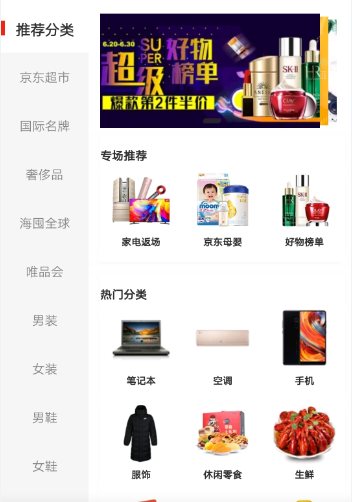 推荐分类
京东超市
国际名牌
奢侈品
海囤全球
唯品会
男装
女装
男鞋
女鞋
6.20-6.30
超级
SUPER
好物
榜单
爆款第2件半价
SK-II
专场推荐
家电返场
京东母婴
好物榜单
热门分类
笔记本
空调
手机
服饰
休闲零食
生鲜